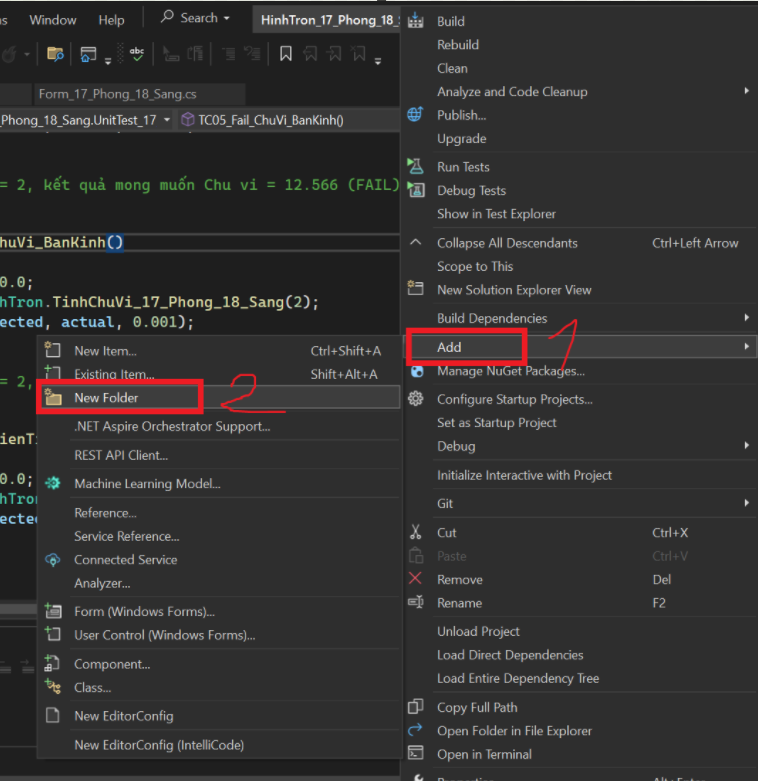 Window Help Search HinhTron_17_Phong_18_S
Form_17_Phong_18_Sang.cs
_Phong_18_Sang.UnitTest_17 TC05_Fail_ChuVi_BanKinh()
= 2, kết quả mong muốn Chu vi = 12.566 (FAIL)
huVi_BanKinh()
0.0;
hTron.TinhChuVi_17_Phong_18_Sang(2);
ected, actual, 0.001);
= 2,
ienTi
0.0;
hTron
ected
New Item... Ctrl+Shift+A
Existing Item... Shift+Alt+A
New Folder
.NET Aspire Orchestrator Support...
REST API Client...
Machine Learning Model...
Reference...
Service Reference...
Connected Service
Analyzer...
Form (Windows Forms)...
User Control (Windows Forms)...
Component...
Class...
New EditorConfig
New EditorConfig (IntelliCode)
2
Build
Rebuild
Clean
Analyze and Code Cleanup
Publish...
Upgrade
Run Tests
Debug Tests
Show in Test Explorer
Collapse All Descendants Ctrl+Left Arrow
Scope to This
New Solution Explorer View
Build Dependencies
Add
1
Manage NuGet Packages...
Configure Startup Projects...
Set as Startup Project
Debug
Initialize Interactive with Project
Git
Cut Ctrl+X
Paste Ctrl+V
Remove Del
Rename F2
Unload Project
Load Direct Dependencies
Load Entire Dependency Tree
Copy Full Path
Open Folder in File Explorer
Open in Terminal